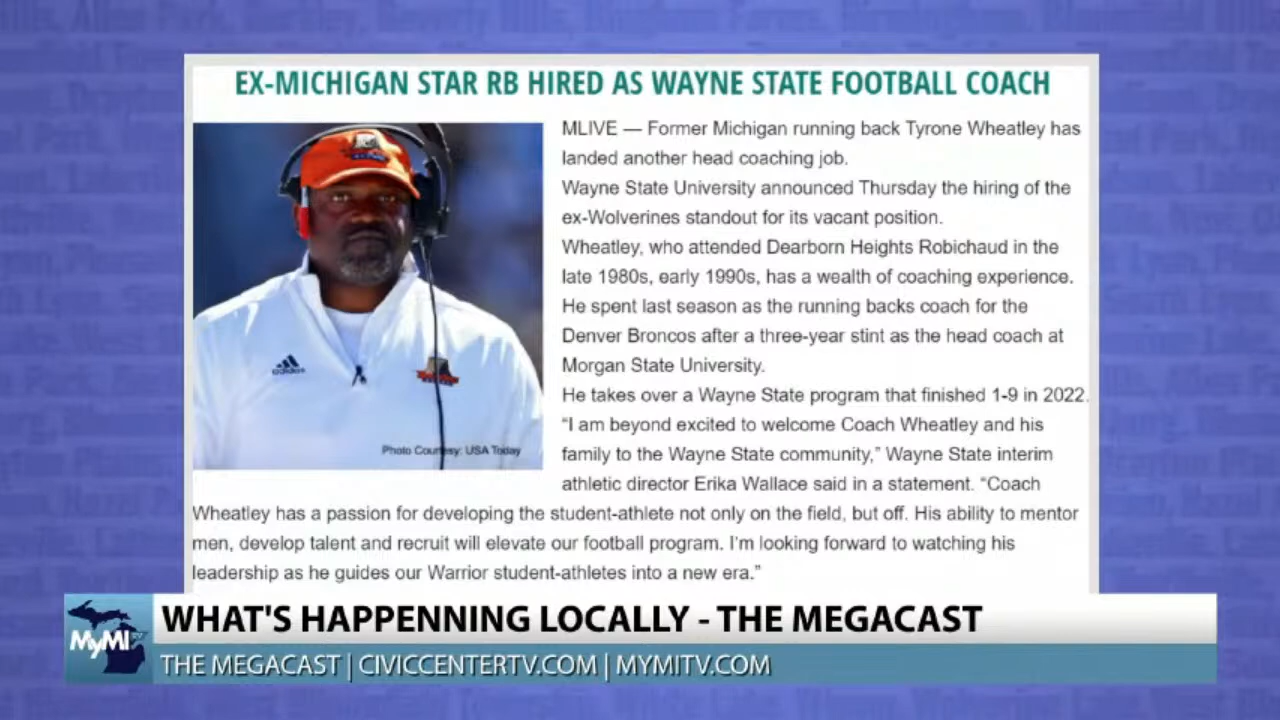 EX-MICHIGAN STAR RB HIRED AS WAYNE STATE FOOTBALL COACH
MLIVE — Former Michigan running back Tyrone Wheatley has
landed another head coaching job.
Wayne State University announced Thursday the hiring of the
ex-Wolverines standout for its vacant position.
Wheatley, who attended Dearborn Heights Robichaud in the
late 1980s, early 1990s, has a wealth of coaching experience.
He spent last season as the running backs coach for the
Denver Broncos after a three-year stint as the head coach at
Morgan State University.
He takes over a Wayne State program that finished 1-9 in 2022.
“I am beyond excited to welcome Coach Wheatley and his
family to the Wayne State community,” Wayne State interim
athletic director Erika Wallace said in a statement. “Coach
Wheatley has a passion for developing the student-athlete not only on the field, but off. His ability to mentor
men, develop talent and recruit will elevate our football program. I’m looking forward to watching his
leadership as he guides our Warrior student-athletes into a new era.”
adidas
Photo Courtesy: USA Today
MyMI TV
WHAT'S HAPPENNING LOCALLY - THE MEGACAST
THE MEGACAST | CIVICCENTERTV.COM | MYMITV.COM